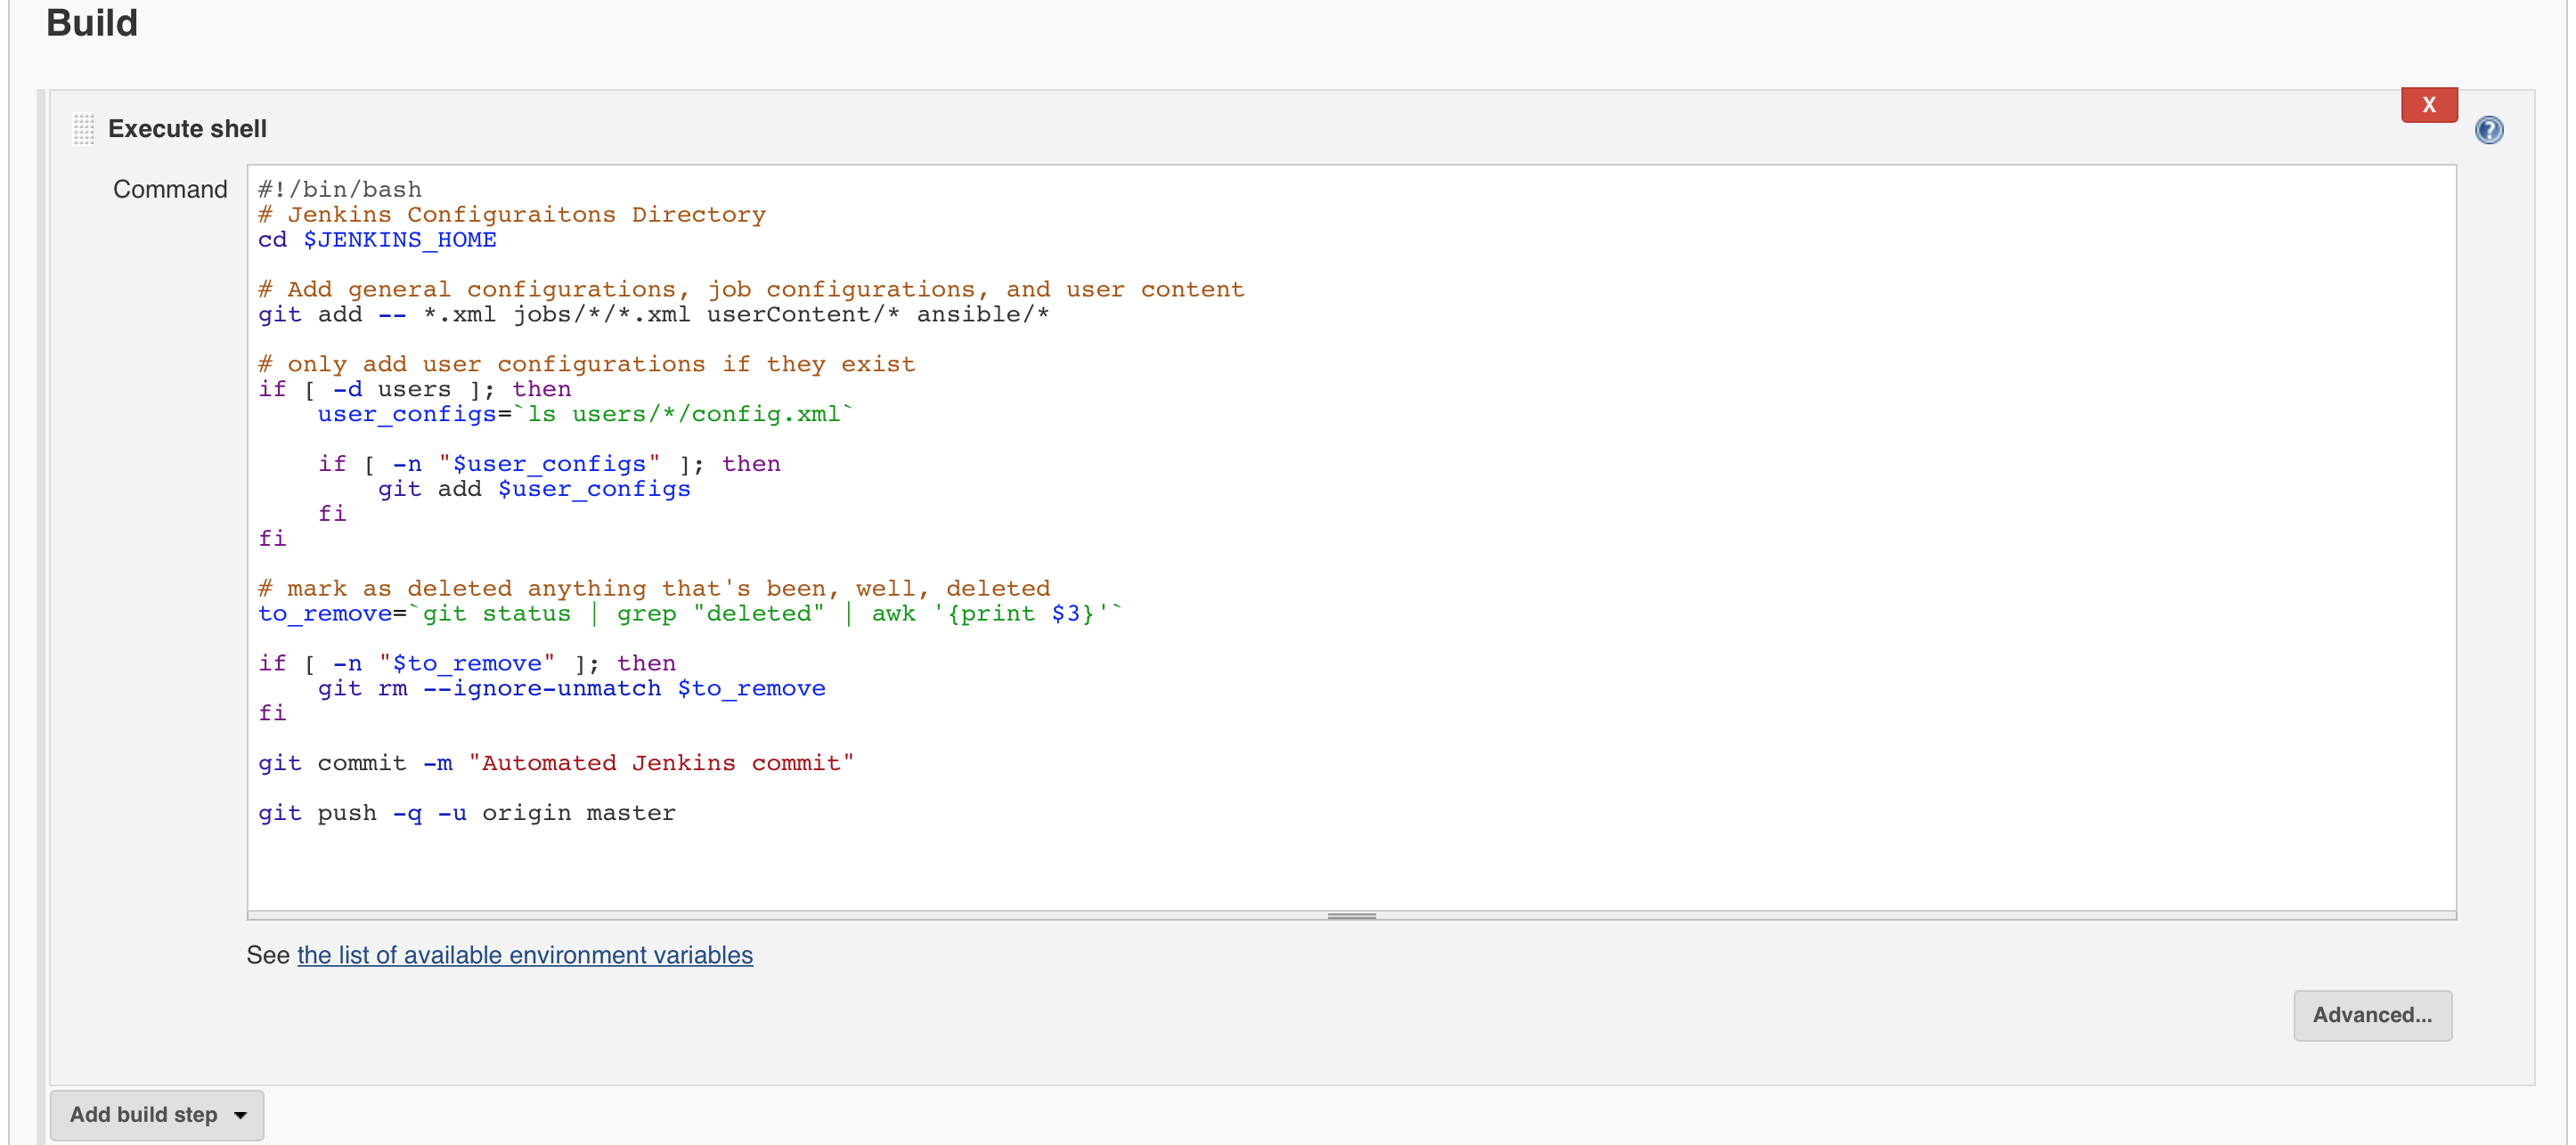 Build
Execute shell
X
?
Command
#!/bin/bash
# Jenkins Configuraitons Directory
cd $JENKINS_HOME
# Add general configurations, job configurations, and user content
git add -- *.xml jobs/*/*.xml userContent/* ansible/*
# only add user configurations if they exist
if [ -d users ]; then
    user_configs=`ls users/*/config.xml`
    if [ -n "$user_configs" ]; then
        git add $user_configs
    fi
fi
# mark as deleted anything that's been, well, deleted
to_remove=`git status | grep "deleted" | awk '{print $3}'`
if [ -n "$to_remove" ]; then
    git rm --ignore-unmatch $to_remove
fi
git commit -m "Automated Jenkins commit"
git push -q -u origin master
See the list of available environment variables
Advanced...
Add build step